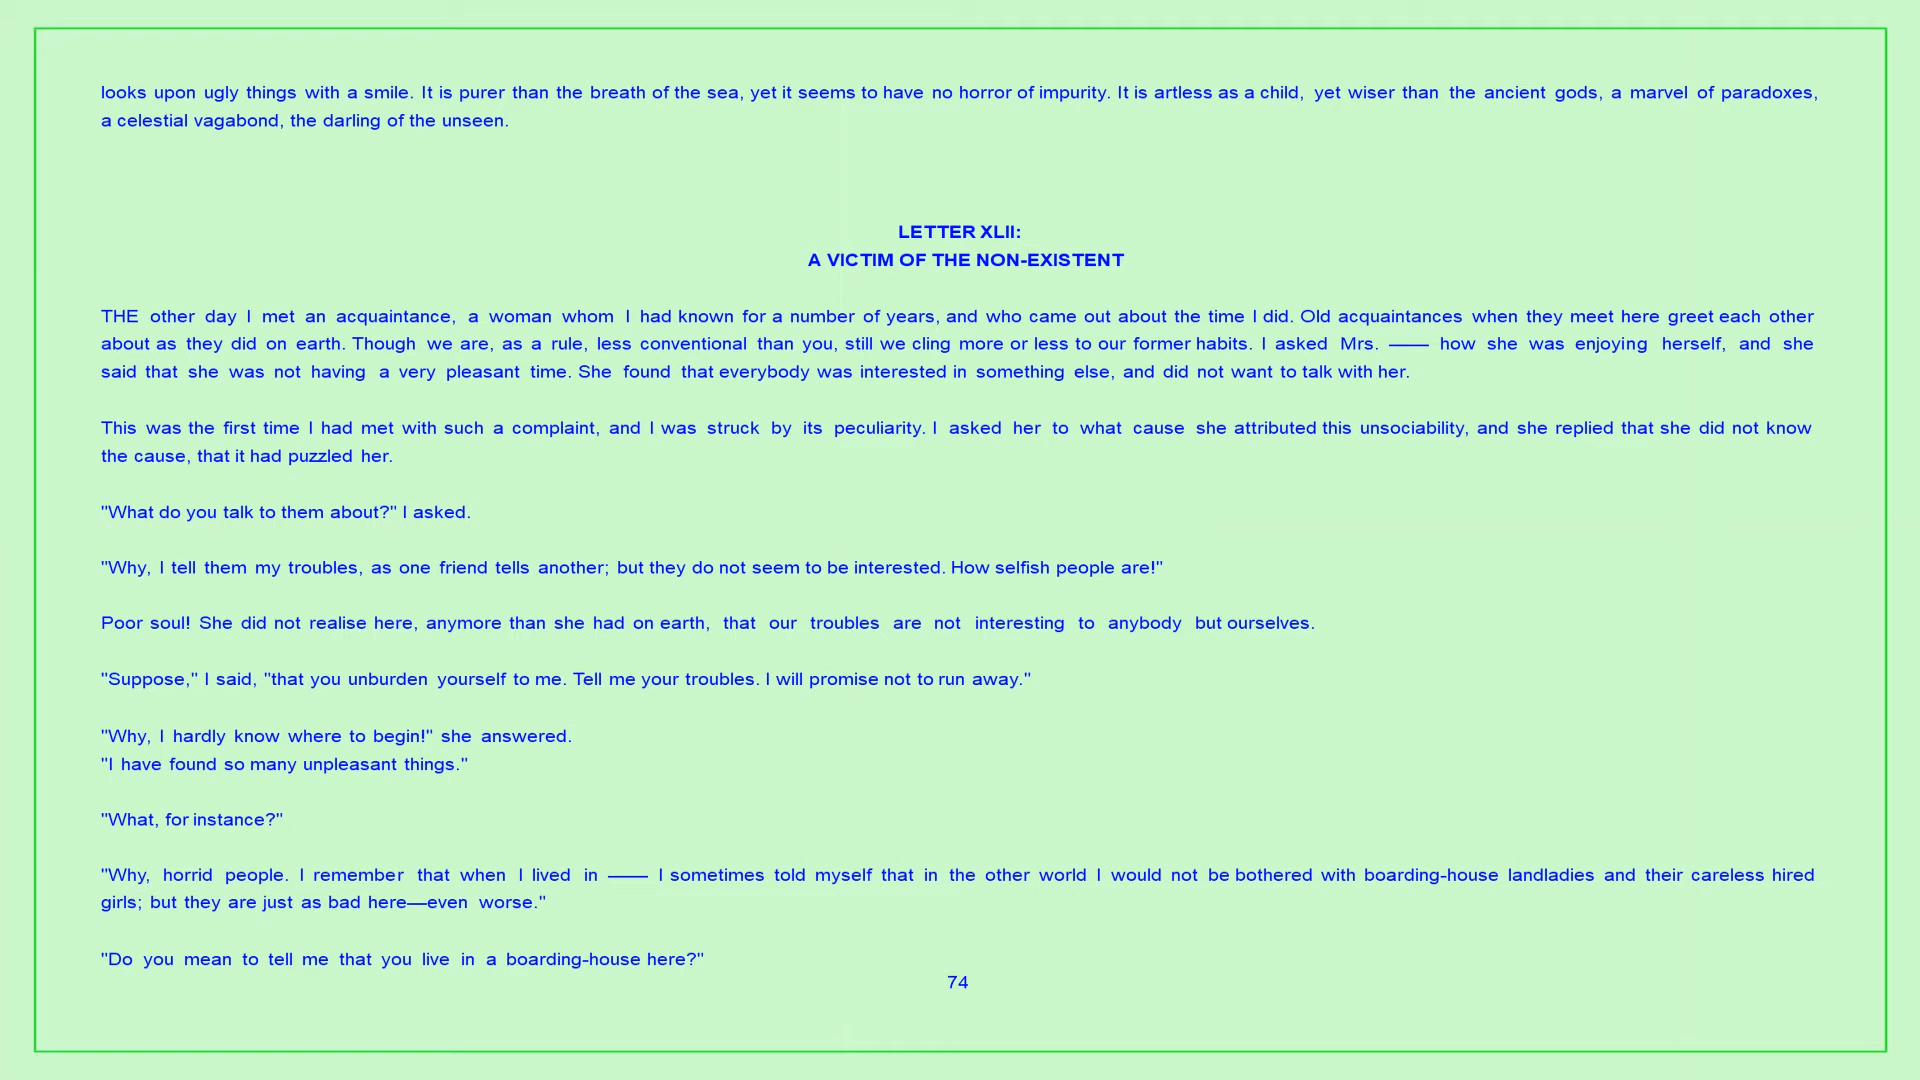 looks upon ugly things with a smile. It is purer than the breath of the sea, yet it seems to have no horror of impurity. It is artless as a child, yet wiser than the ancient gods, a marvel of paradoxes,
a celestial vagabond, the darling of the unseen.
LETTER XLII:
A VICTIM OF THE NON-EXISTENT
THE other day I met an acquaintance, a woman whom I had known for a number of years, and who came out about the time I did. Old acquaintances when they meet here greet each other
about as they did on earth. Though we are, as a rule, less conventional than you, still we cling more or less to our former habits. I asked Mrs. —— how she was enjoying herself, and she
said that she was not having a very pleasant time. She found that everybody was interested in something else, and did not want to talk with her.
This was the first time I had met with such a complaint, and I was struck by its peculiarity. I asked her to what cause she attributed this unsociability, and she replied that she did not know
the cause, that it had puzzled her.
"What do you talk to them about?" I asked.
"Why, I tell them my troubles, as one friend tells another; but they do not seem to be interested. How selfish people are!"
Poor soul! She did not realise here, anymore than she had on earth, that our troubles are not interesting to anybody but ourselves.
"Suppose," I said, "that you unburden yourself to me. Tell me your troubles. I will promise not to run away."
"Why, I hardly know where to begin!" she answered.
"I have found so many unpleasant things."
"What, for instance?"
"Why, horrid people. I remember that when I lived in —— I sometimes told myself that in the other world I would not be bothered with boarding-house landladies and their careless hired
girls; but they are just as bad here—even worse."
"Do you mean to tell me that you live in a boarding-house here?"
74